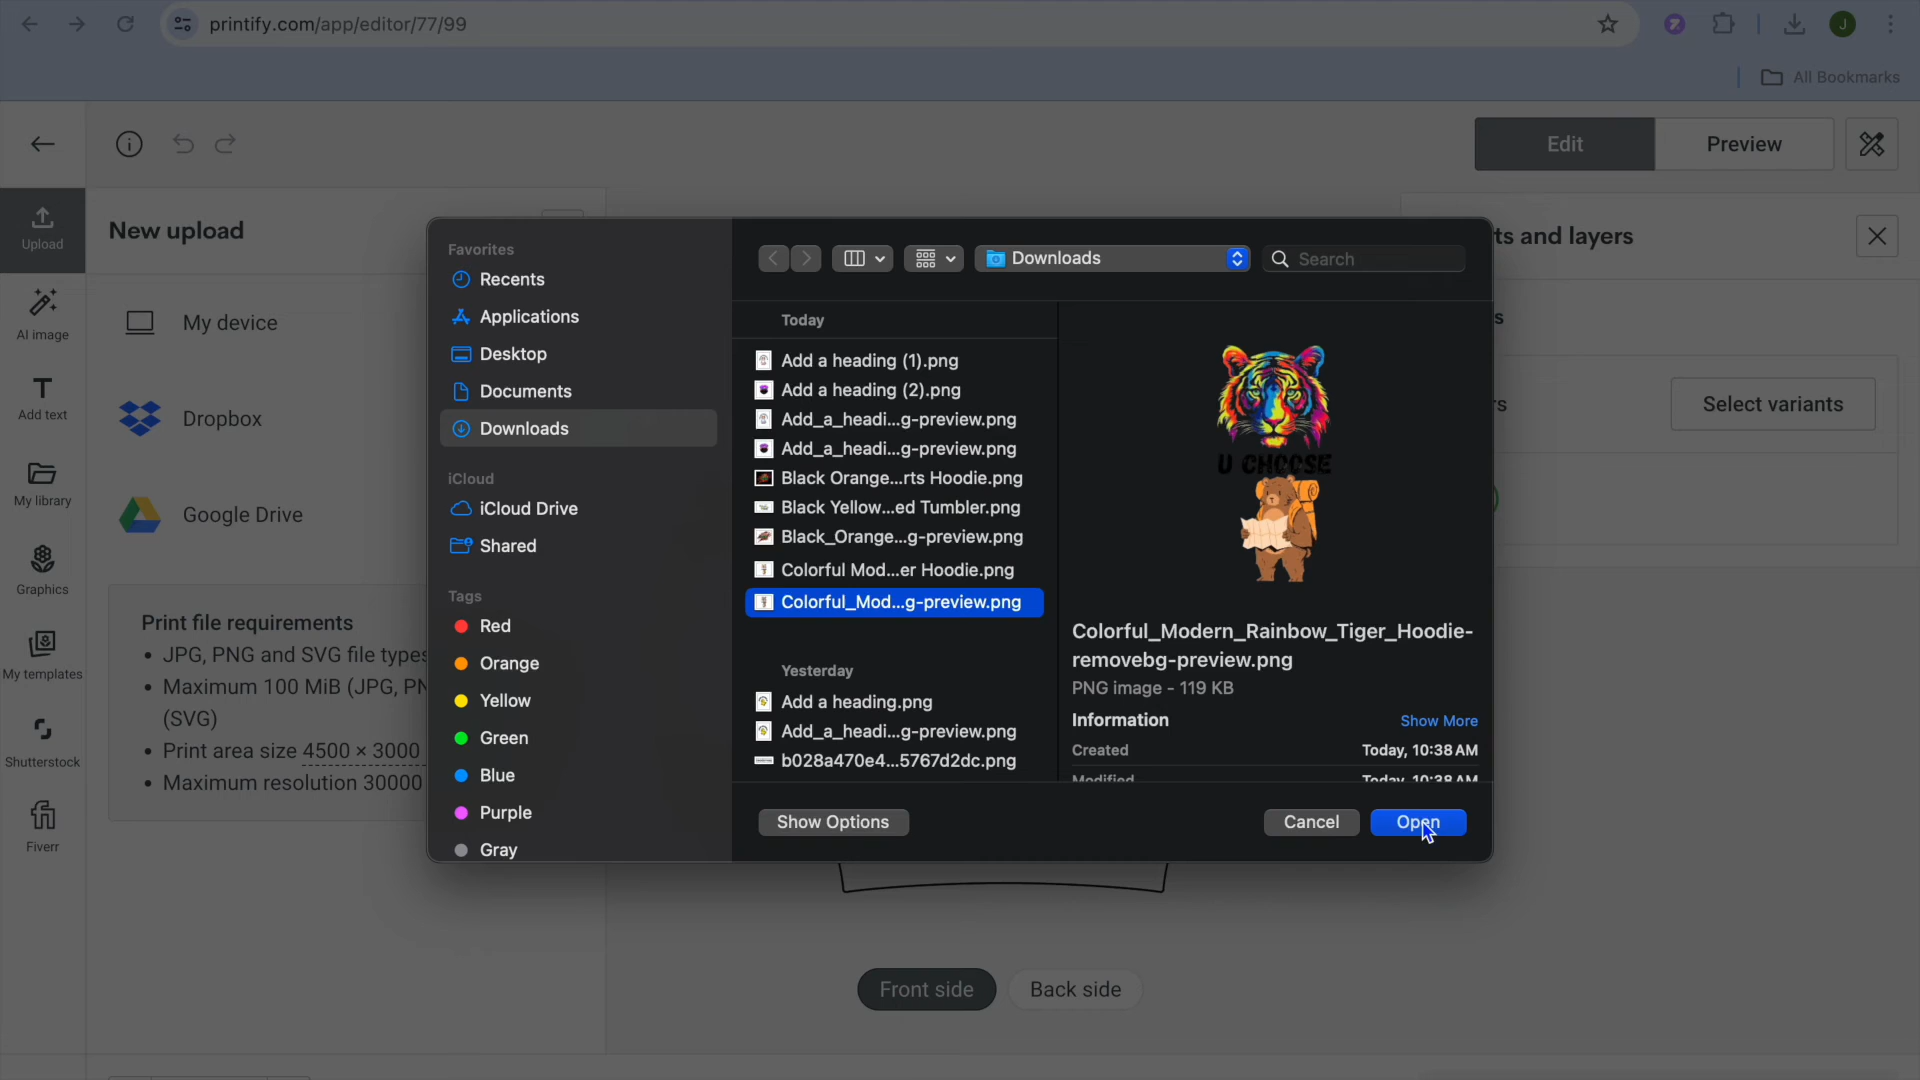 printify.com/app/editor/77/99
J
All Bookmarks
Edit
Preview
Upload
New upload
ts and layers
AI image
My device
s
Add text
Dropbox
rs
Select variants
My library
Google Drive
Graphics
Print file requirements
• JPG, PNG and SVG file types
• Maximum 100 MiB (JPG, PN
(SVG)
• Print area size 4500 × 3000
• Maximum resolution 30000
My templates
Shutterstock
Fiverr
Favorites
Recents
Applications
Desktop
Documents
Downloads
iCloud
iCloud Drive
Shared
Tags
Red
Orange
Yellow
Green
Blue
Purple
Gray
Downloads
Search
Today
Add a heading (1).png
Add a heading (2).png
Add_a_headi...g-preview.png
Add_a_headi...g-preview.png
Black Orange...rts Hoodie.png
Black Yellow...ed Tumbler.png
Black_Orange...g-preview.png
Colorful Mod...er Hoodie.png
Colorful_Mod...g-preview.png
Yesterday
Add a heading.png
Add_a_headi...g-preview.png
b028a470e4...5767d2dc.png
U CHOOSE
Colorful_Modern_Rainbow_Tiger_Hoodie-
removebg-preview.png
PNG image - 119 KB
Information
Show More
Created
Today, 10:38 AM
Modified
Today, 10:38 AM
Show Options
Cancel
Open
Front side
Back side